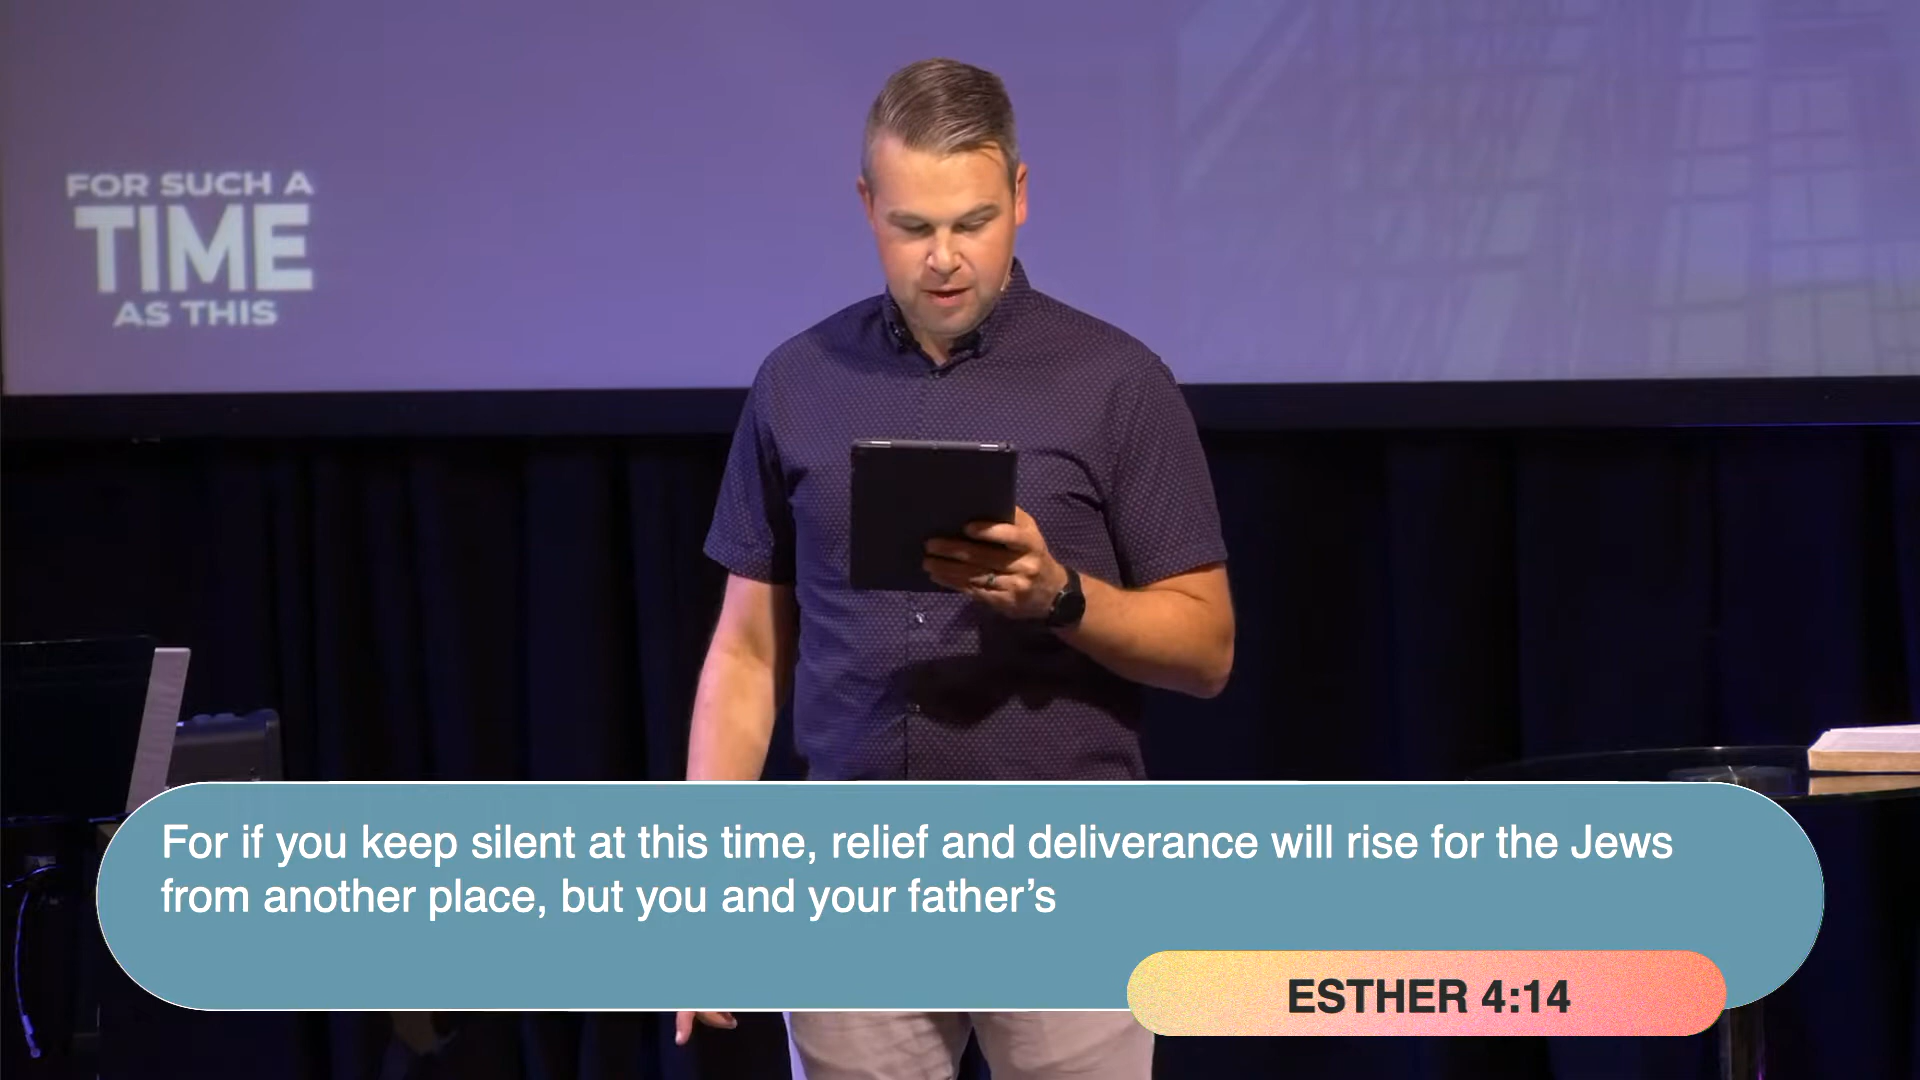 FOR SUCH A
TIME
AS THIS
For if you keep silent at this time, relief and deliverance will rise for the Jews
from another place, but you and your father’s
ESTHER 4:14